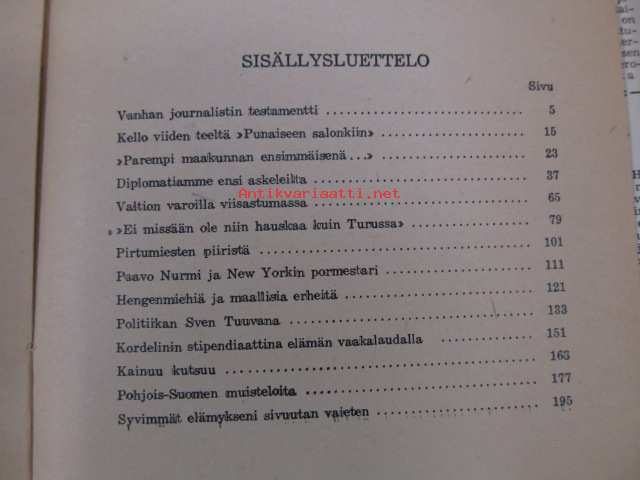 SISÄLLYSLUETTELO
Sivu
Vanhan journalistin testamentti .......................... 5
Kello viiden teeltä »Punaiseen salonkiin» .................. 15
»Parempi maakunnan ensimmäisenä...» .................. 23
Diplomatiamme ensi askeleilta ............................ 37
Antikvariaatti.net
Valtion varoilla viisastumassa ............................ 65
»Ei missään ole niin hauskaa kuin Turussa» ................ 79
Pirtumiesten piiristä .................................... 101
Paavo Nurmi ja New Yorkin pormestari .................. 111
Hengenmiehiä ja maallisia erheitä ........................ 121
Politiikan Sven Tuuvana ................................ 133
Kordelinin stipendiaattina elämän vaakalaudalla .......... 151
Kainuu kutsuu .......................................... 163
Pohjois-Suomen muisteloita .............................. 177
Syvimmät elämykseni sivuutan vaieten .................... 195